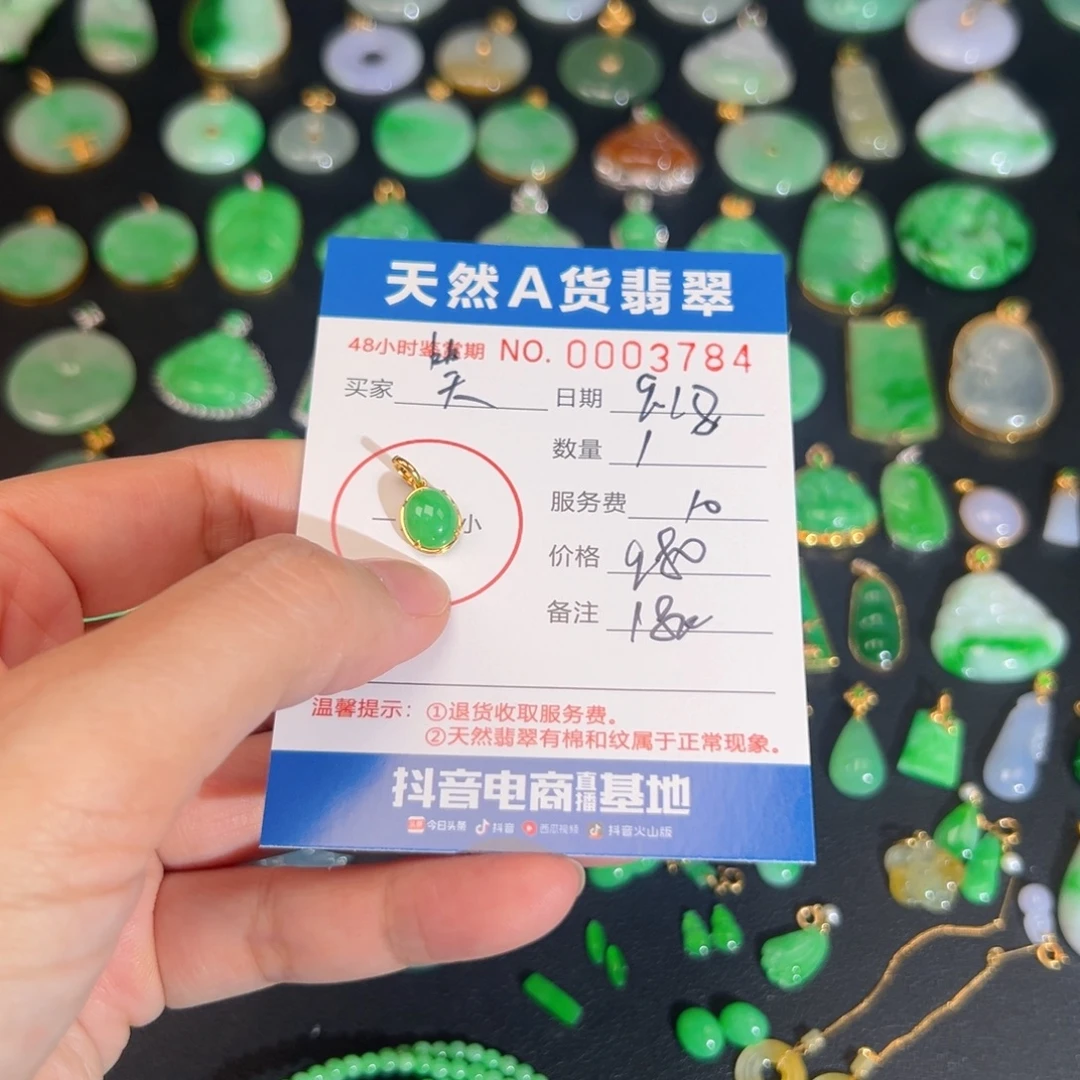 天然A货翡翠
48小时鉴赏期 NO. 0003784
买家 日期 9.18
数量 1
一 小
服务费 10
价格 980
备注 18k
温馨提示：①退货收取服务费。
②天然翡翠有棉和纹属于正常现象。
抖音电商直播基地
今日头条 抖音 西瓜视频 抖音火山版